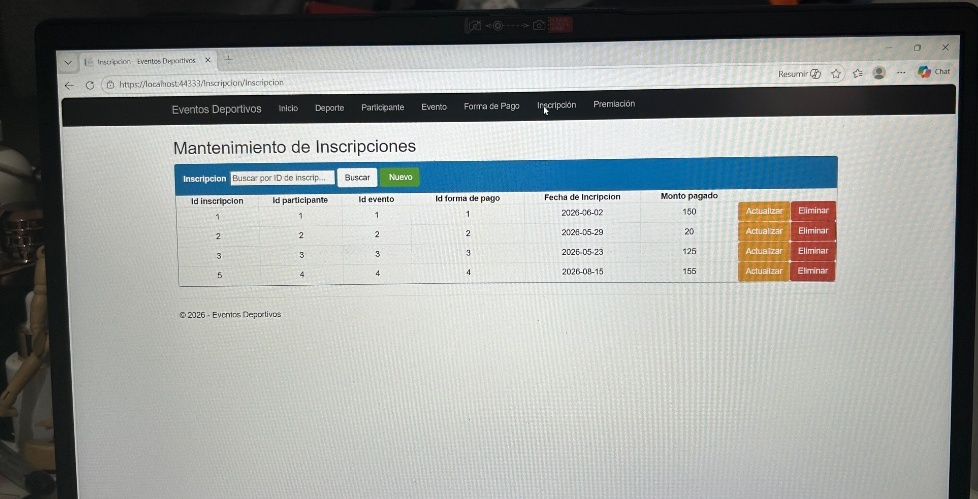 Inscripcion - Eventos Deportivos
https://localhost:44333/Inscripcion/Inscripcion
Resumir
Chat
Eventos Deportivos Inicio Deporte Participante Evento Forma de Pago Inscripción Premiación
Mantenimiento de Inscripciones
Inscripcion Buscar por ID de inscrip... Buscar Nuevo
Id inscripcion Id participante Id evento Id forma de pago Fecha de Incripcion Monto pagado
1 1 1 1 2026-06-02 150 Actualizar Eliminar
2 2 2 2 2026-05-29 20 Actualizar Eliminar
3 3 3 3 2026-05-23 125 Actualizar Eliminar
5 4 4 4 2026-08-15 155 Actualizar Eliminar
© 2026 - Eventos Deportivos